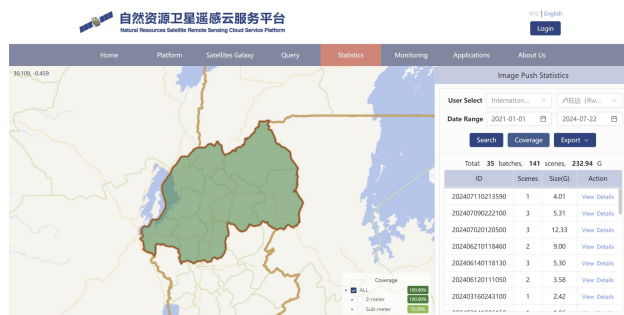 自然资源卫星遥感云服务平台
Natural Resources Satellite Remote Sensing Cloud Service Platform
中文 | English
Login
Home Platform Satellites Galaxy Query Statistics Monitoring Applications About Us
30.109, -0.459
Image Push Statistics
User Select Internation... 卢旺达 (Rw...
Date Range 2021-01-01 2024-07-22
Search Coverage Export
Total: 35 batches, 141 scenes, 232.94 G
ID Scenes Size(G) Action
202407110213590 1 4.01 View Details
202407090222100 3 5.31 View Details
202407020120500 3 12.33 View Details
202406210118460 2 9.00 View Details
202406140118130 3 5.30 View Details
202406120111050 2 3.58 View Details
202403160243100 1 2.42 View Details
Coverage
ALL 100.00%
2-meter 100.00%
Sub-meter